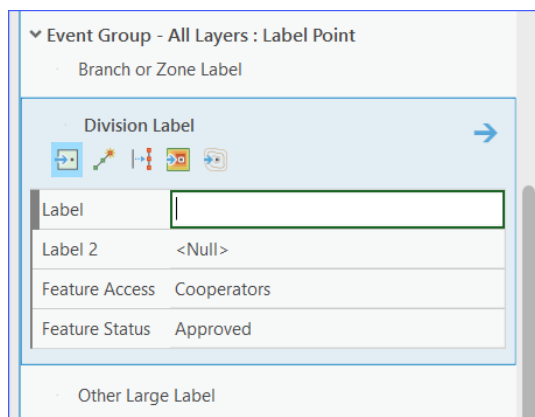 Event Group - All Layers : Label Point
Branch or Zone Label
Division Label
Label
Label 2 <Null>
Feature Access Cooperators
Feature Status Approved
Other Large Label